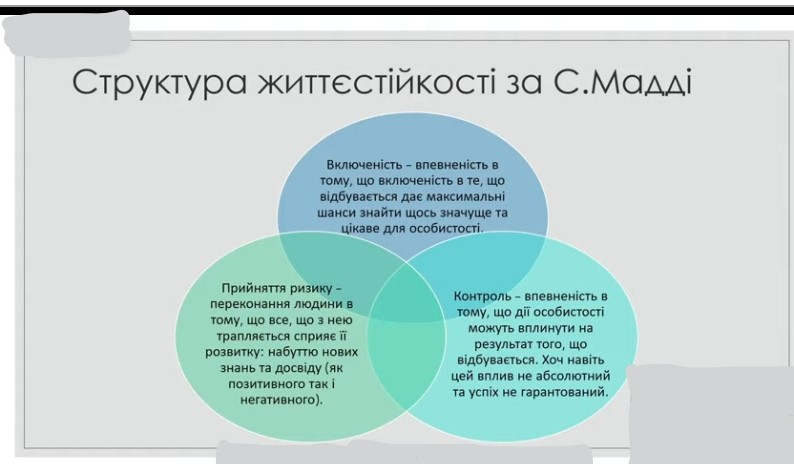 Структура життєстійкості за С.Мадді
Включеність – впевненість в
тому, що включеність в те, що
відбувається дає максимальні
шанси знайти щось значуще та
цікаве для особистості.
Прийняття ризику –
переконання людини в
тому, що все, що з нею
трапляється сприяє її
розвитку: набуттю нових
знань та досвіду (як
позитивного так і
негативного).
Контроль – впевненість в
тому, що дії особистості
можуть вплинути на
результат того, що
відбувається. Хоч навіть
цей вплив не абсолютний
та успіх не гарантований.